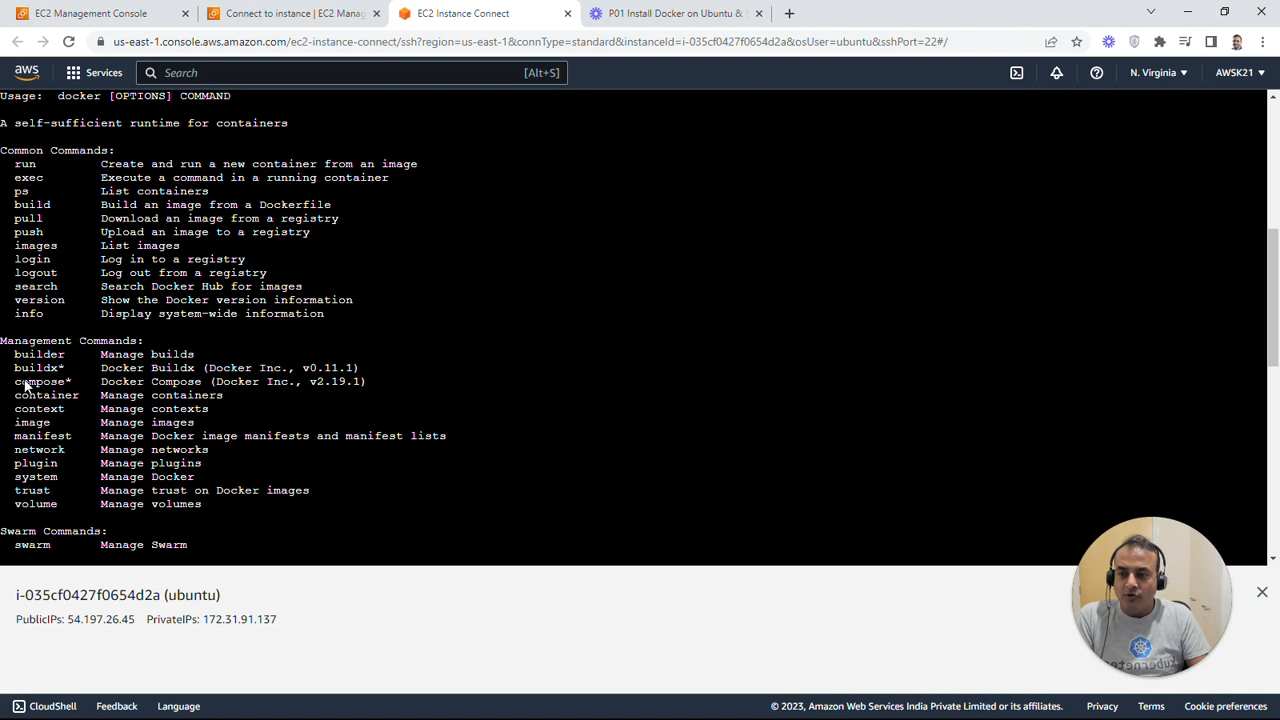 EC2 Management Console
Connect to instance | EC2 Manag
EC2 Instance Connect
P01 Install Docker on Ubuntu &
us-east-1.console.aws.amazon.com/ec2-instance-connect/ssh?region=us-east-1&connType=standard&instanceId=i-035cf0427f0654d2a&osUser=ubuntu&sshPort=22#/
aws
Services
Search
[Alt+S]
N. Virginia
AWSK21
Usage: docker [OPTIONS] COMMAND
A self-sufficient runtime for containers
Common Commands:
run Create and run a new container from an image
exec Execute a command in a running container
ps List containers
build Build an image from a Dockerfile
pull Download an image from a registry
push Upload an image to a registry
images List images
login Log in to a registry
logout Log out from a registry
search Search Docker Hub for images
version Show the Docker version information
info Display system-wide information
Management Commands:
builder Manage builds
buildx* Docker Buildx (Docker Inc., v0.11.1)
compose* Docker Compose (Docker Inc., v2.19.1)
container Manage containers
context Manage contexts
image Manage images
manifest Manage Docker image manifests and manifest lists
network Manage networks
plugin Manage plugins
system Manage Docker
trust Manage trust on Docker images
volume Manage volumes
Swarm Commands:
swarm Manage Swarm
i-035cf0427f0654d2a (ubuntu)
PublicIPs: 54.197.26.45 PrivateIPs: 172.31.91.137
CloudShell
Feedback
Language
© 2023, Amazon Web Services India Private Limited or its affiliates.
Privacy
Terms
Cookie preferences